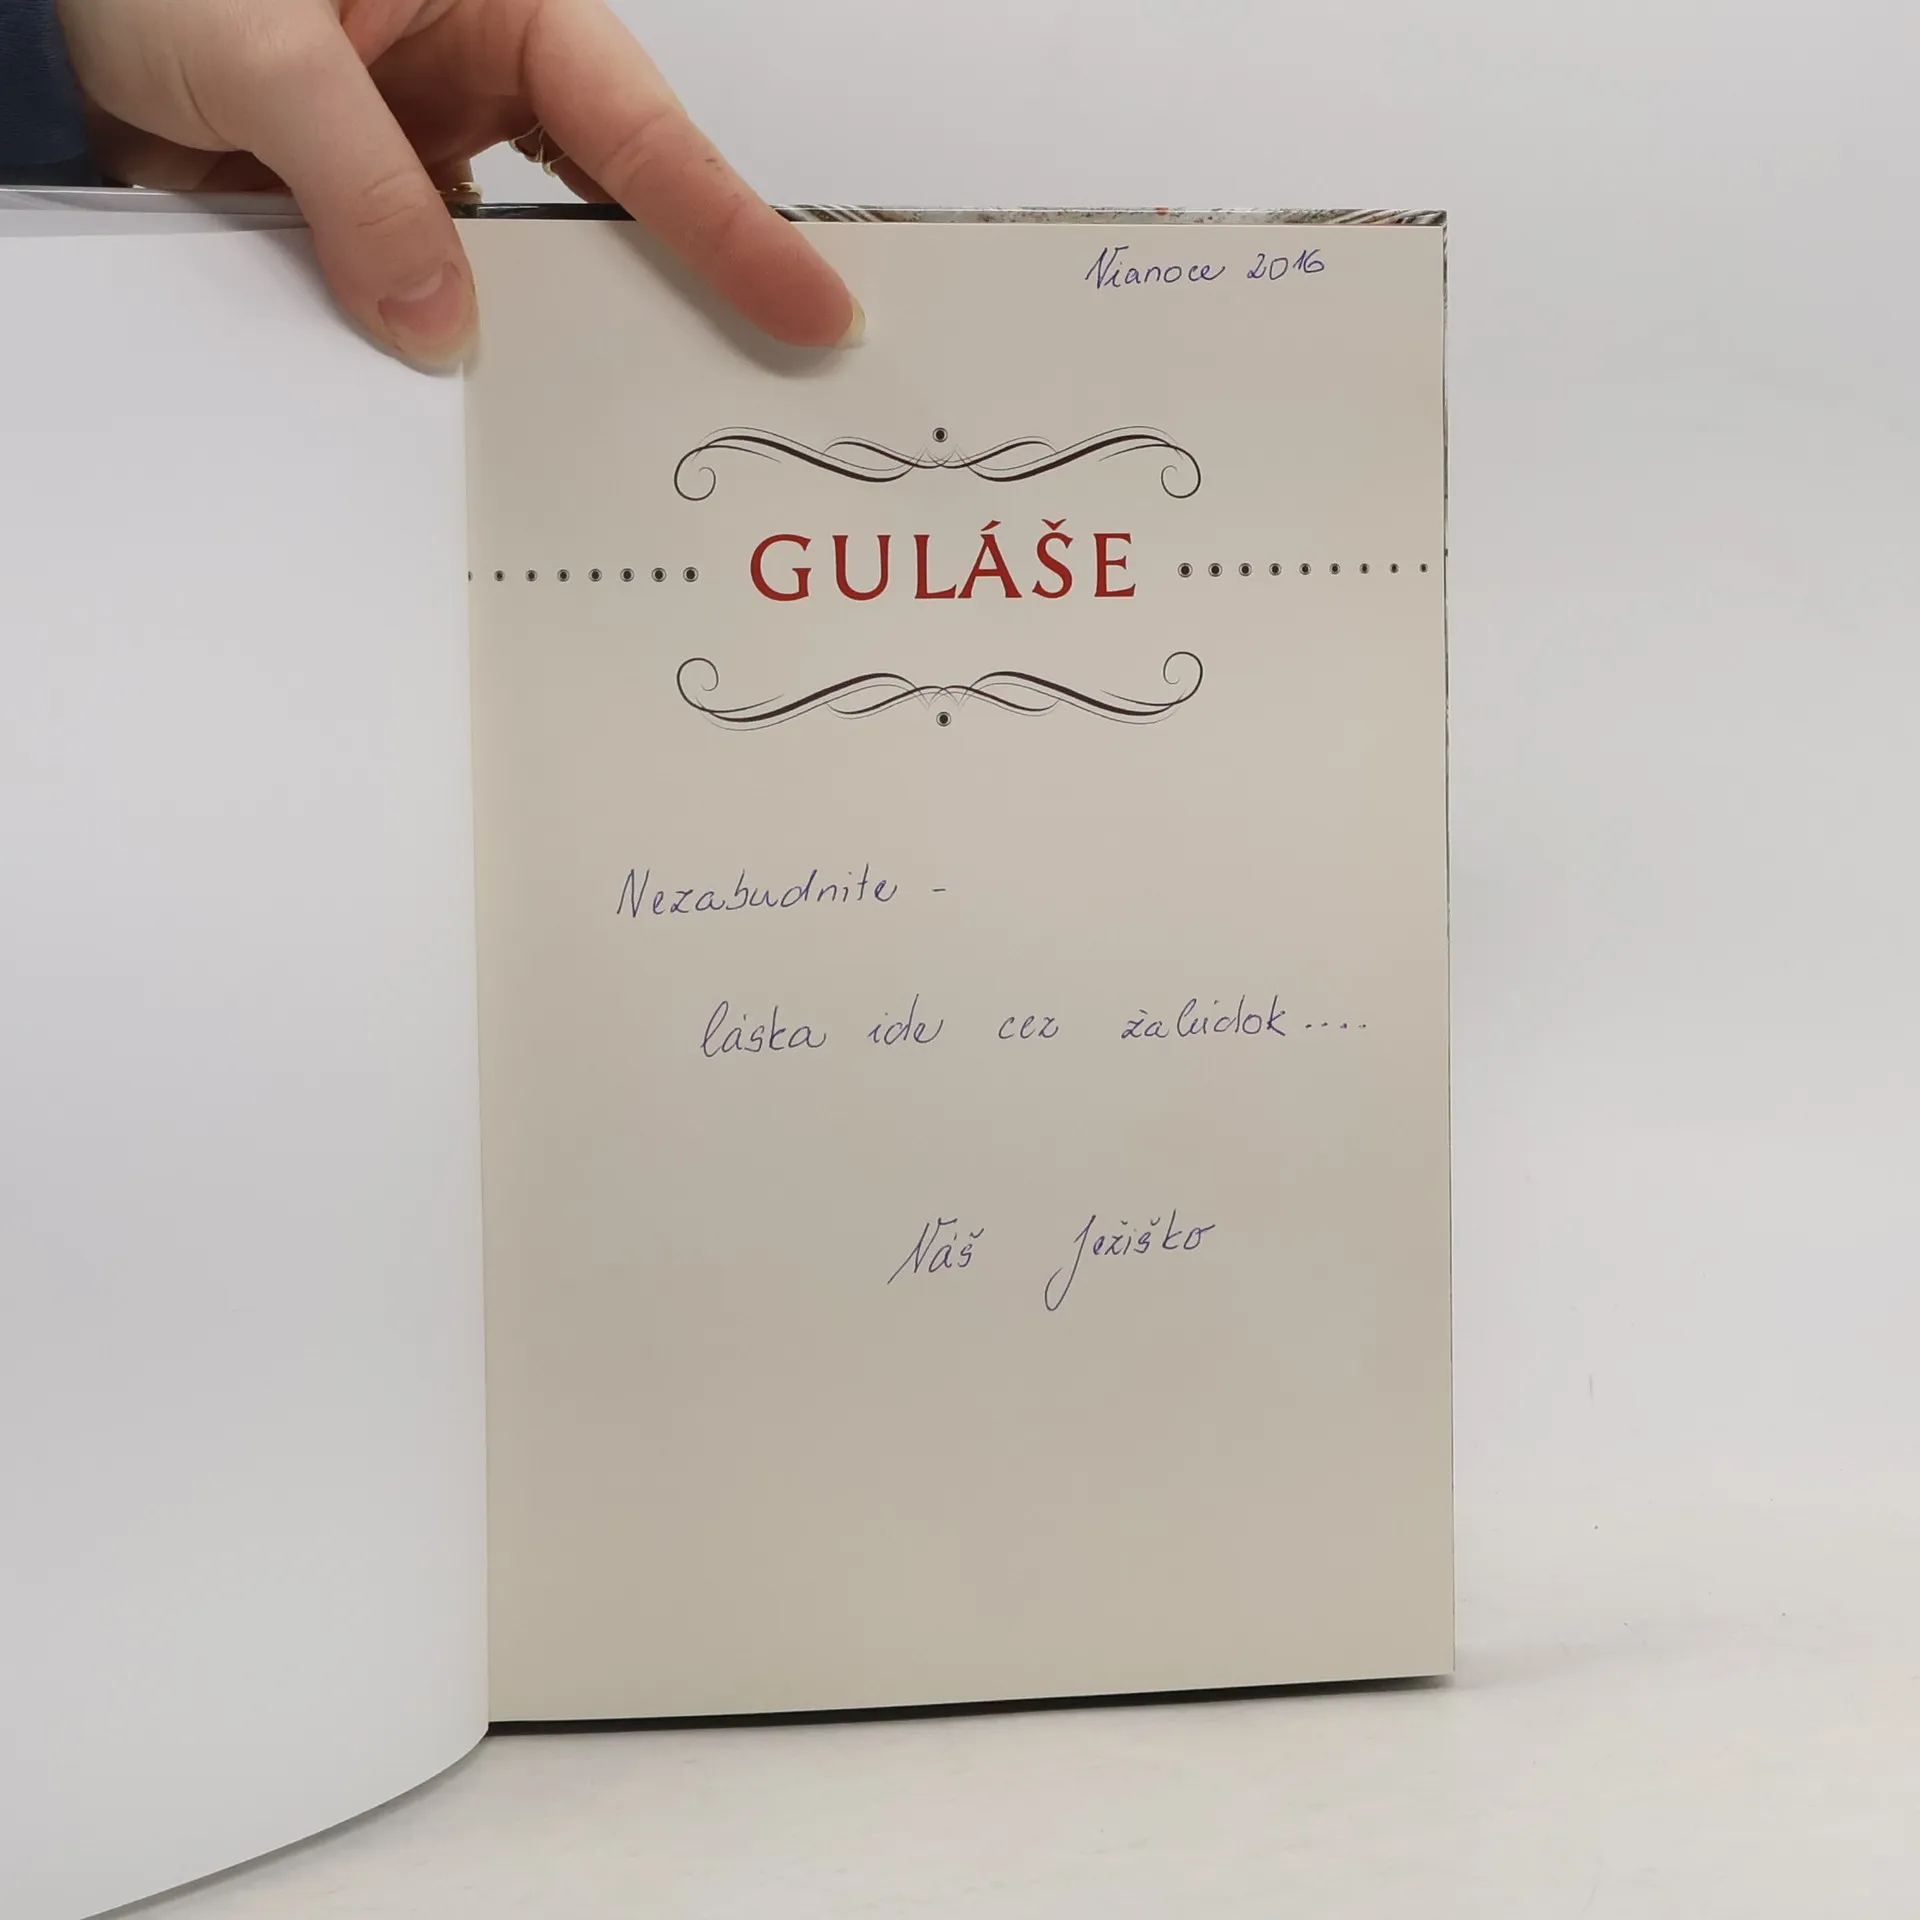 Vianoce 2016
GULÁŠE
Nezabudnite -
láska ide cez žalúdok....
Náš Ježiško